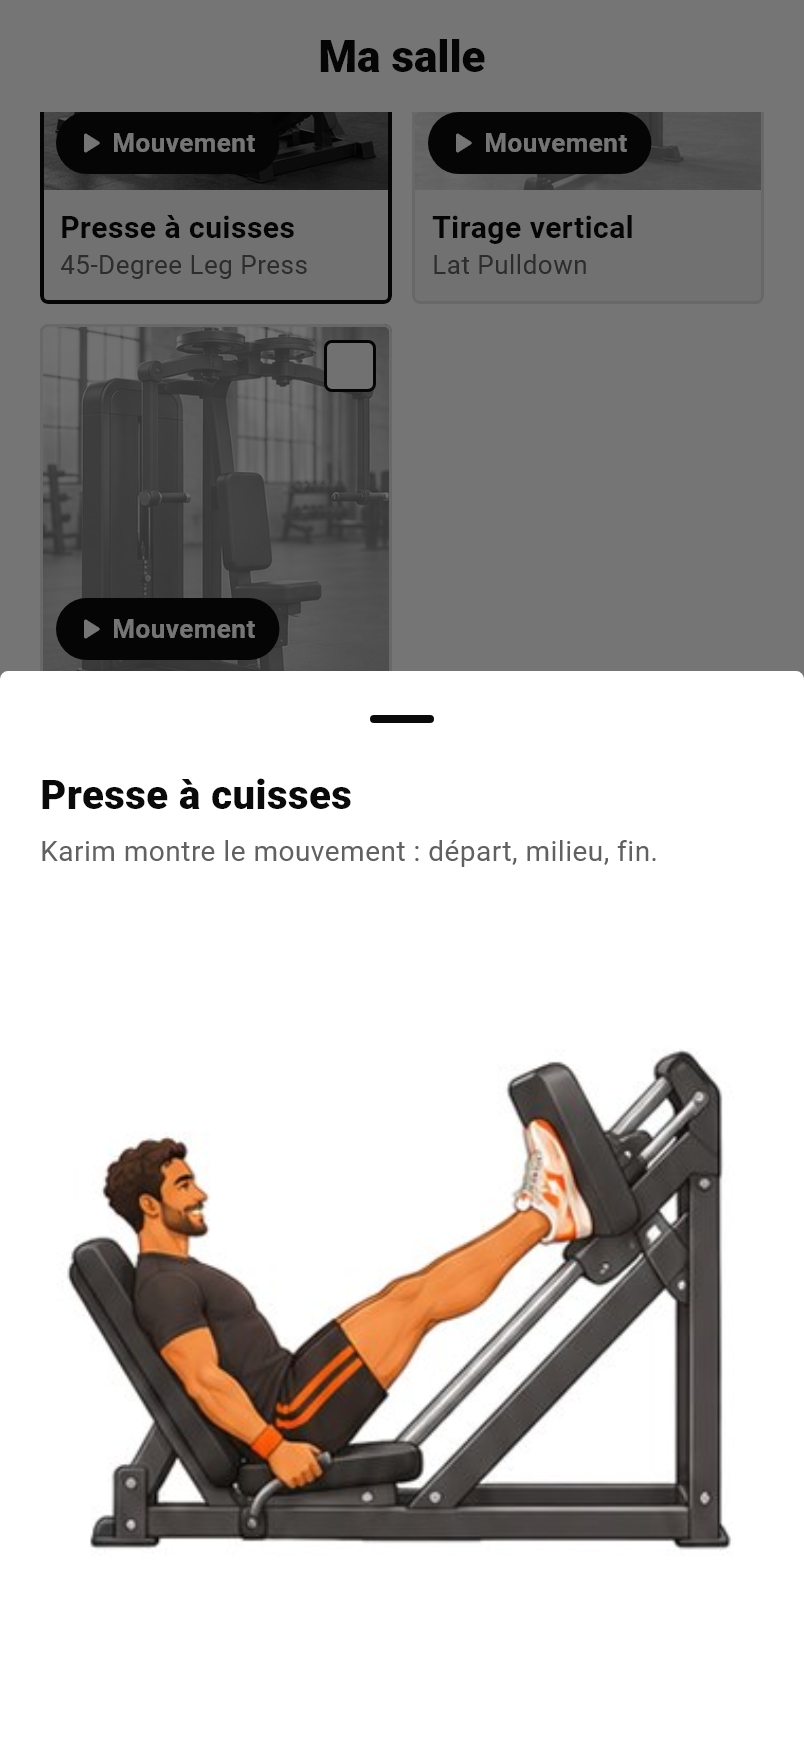 Ma salle
Mouvement
Mouvement
Presse à cuisses
45-Degree Leg Press
Tirage vertical
Lat Pulldown
Mouvement
Presse à cuisses
Karim montre le mouvement : départ, milieu, fin.